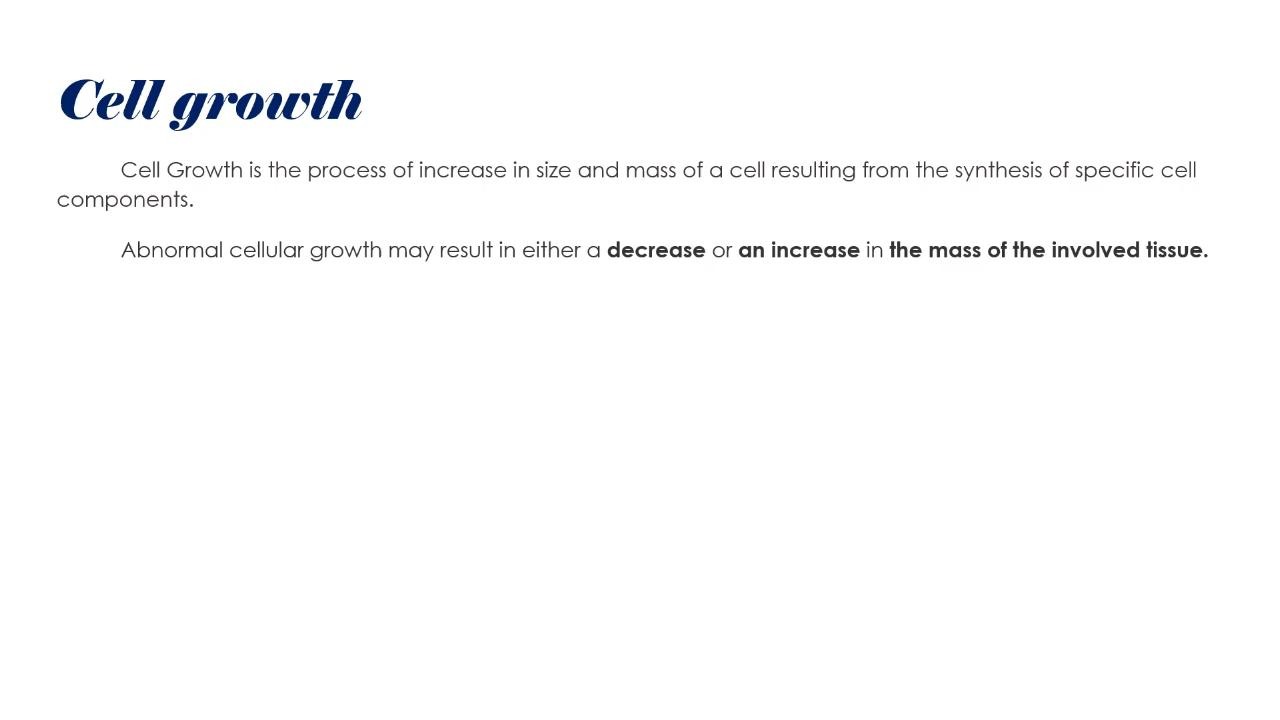 Cell growth
Cell Growth is the process of increase in size and mass of a cell resulting from the synthesis of specific cell
components.
Abnormal cellular growth may result in either a decrease or an increase in the mass of the involved tissue.